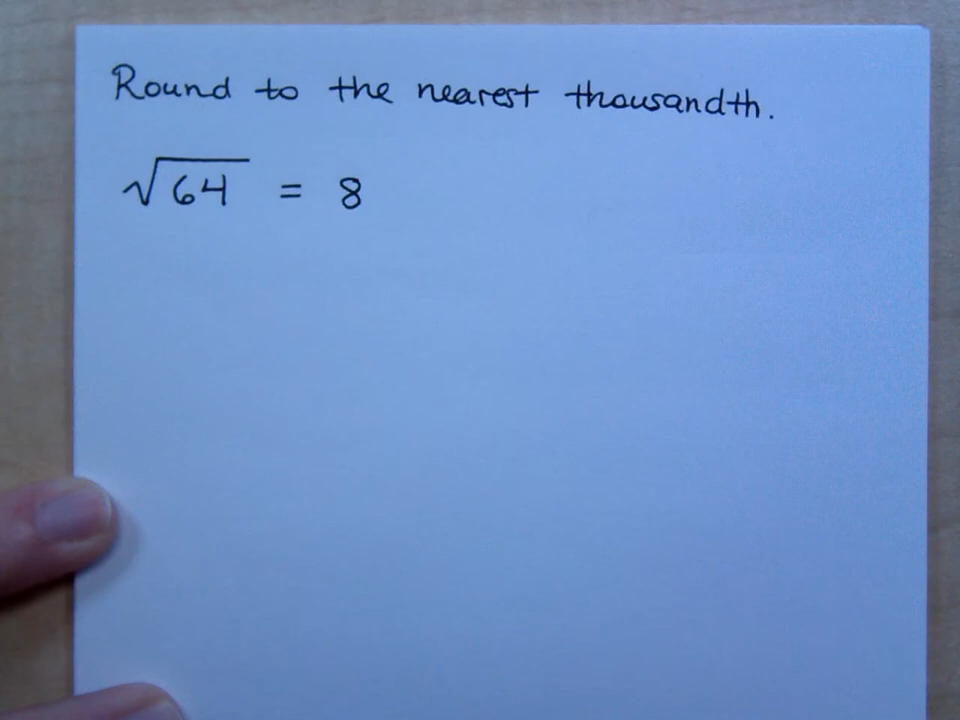 Round to the nearest thousandth.
√64 = 8